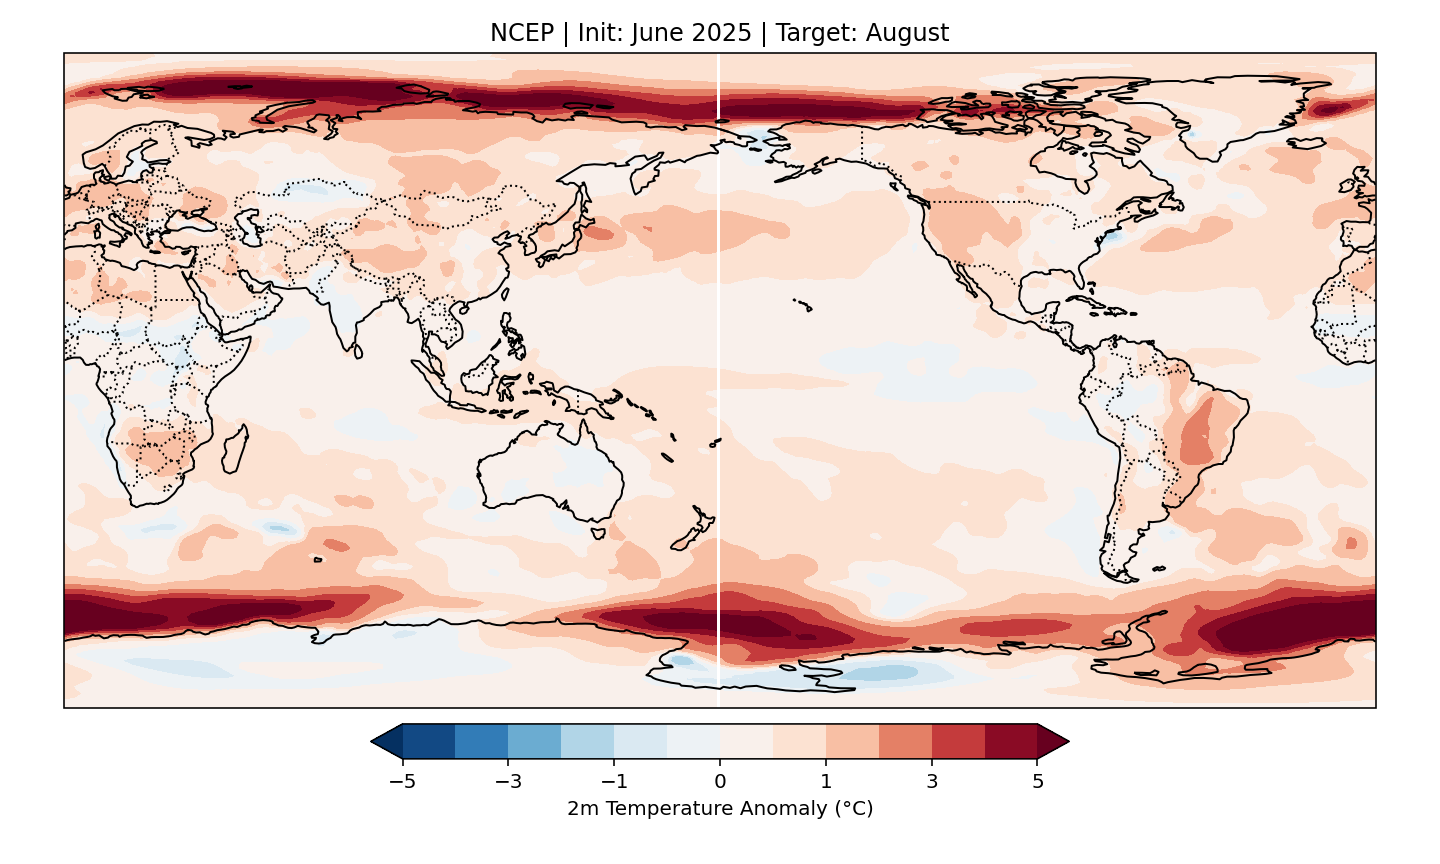 NCEP | Init: June 2025 | Target: August
−5 −3 −1 0 1 3 5
2m Temperature Anomaly (°C)